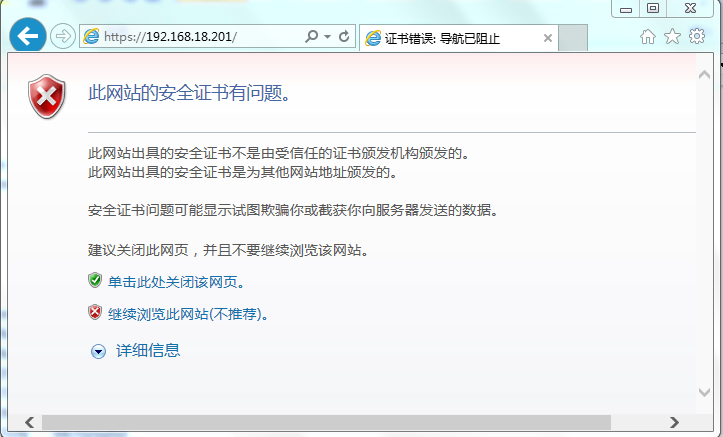 https://192.168.18.201/
证书错误: 导航已阻止
此网站的安全证书有问题。
此网站出具的安全证书不是由受信任的证书颁发机构颁发的。
此网站出具的安全证书是为其他网站地址颁发的。
安全证书问题可能显示试图欺骗你或截获你向服务器发送的数据。
建议关闭此网页，并且不要继续浏览该网站。
单击此处关闭该网页。
继续浏览此网站(不推荐)。
详细信息